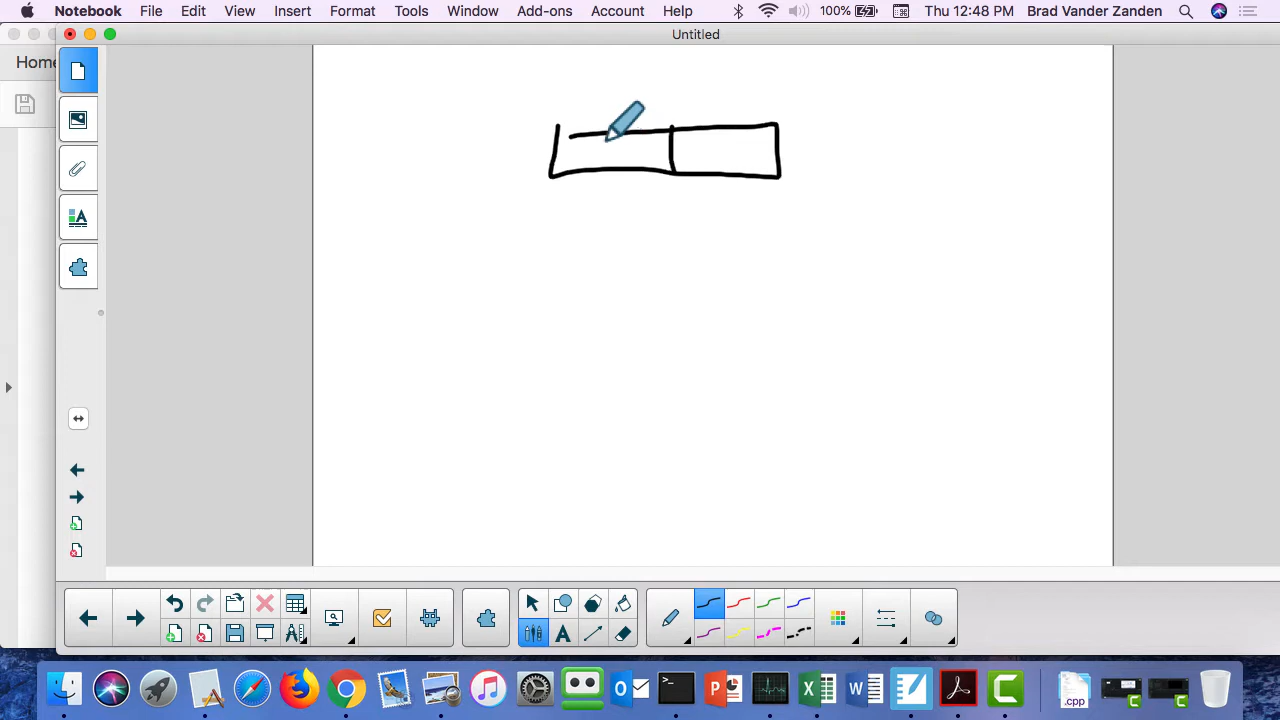 Notebook File Edit View Insert Format Tools Window Add-ons Account Help 100% Thu 12:48 PM Brad Vander Zanden
Untitled
Home
A
A
A
>_ P X W .cpp C C